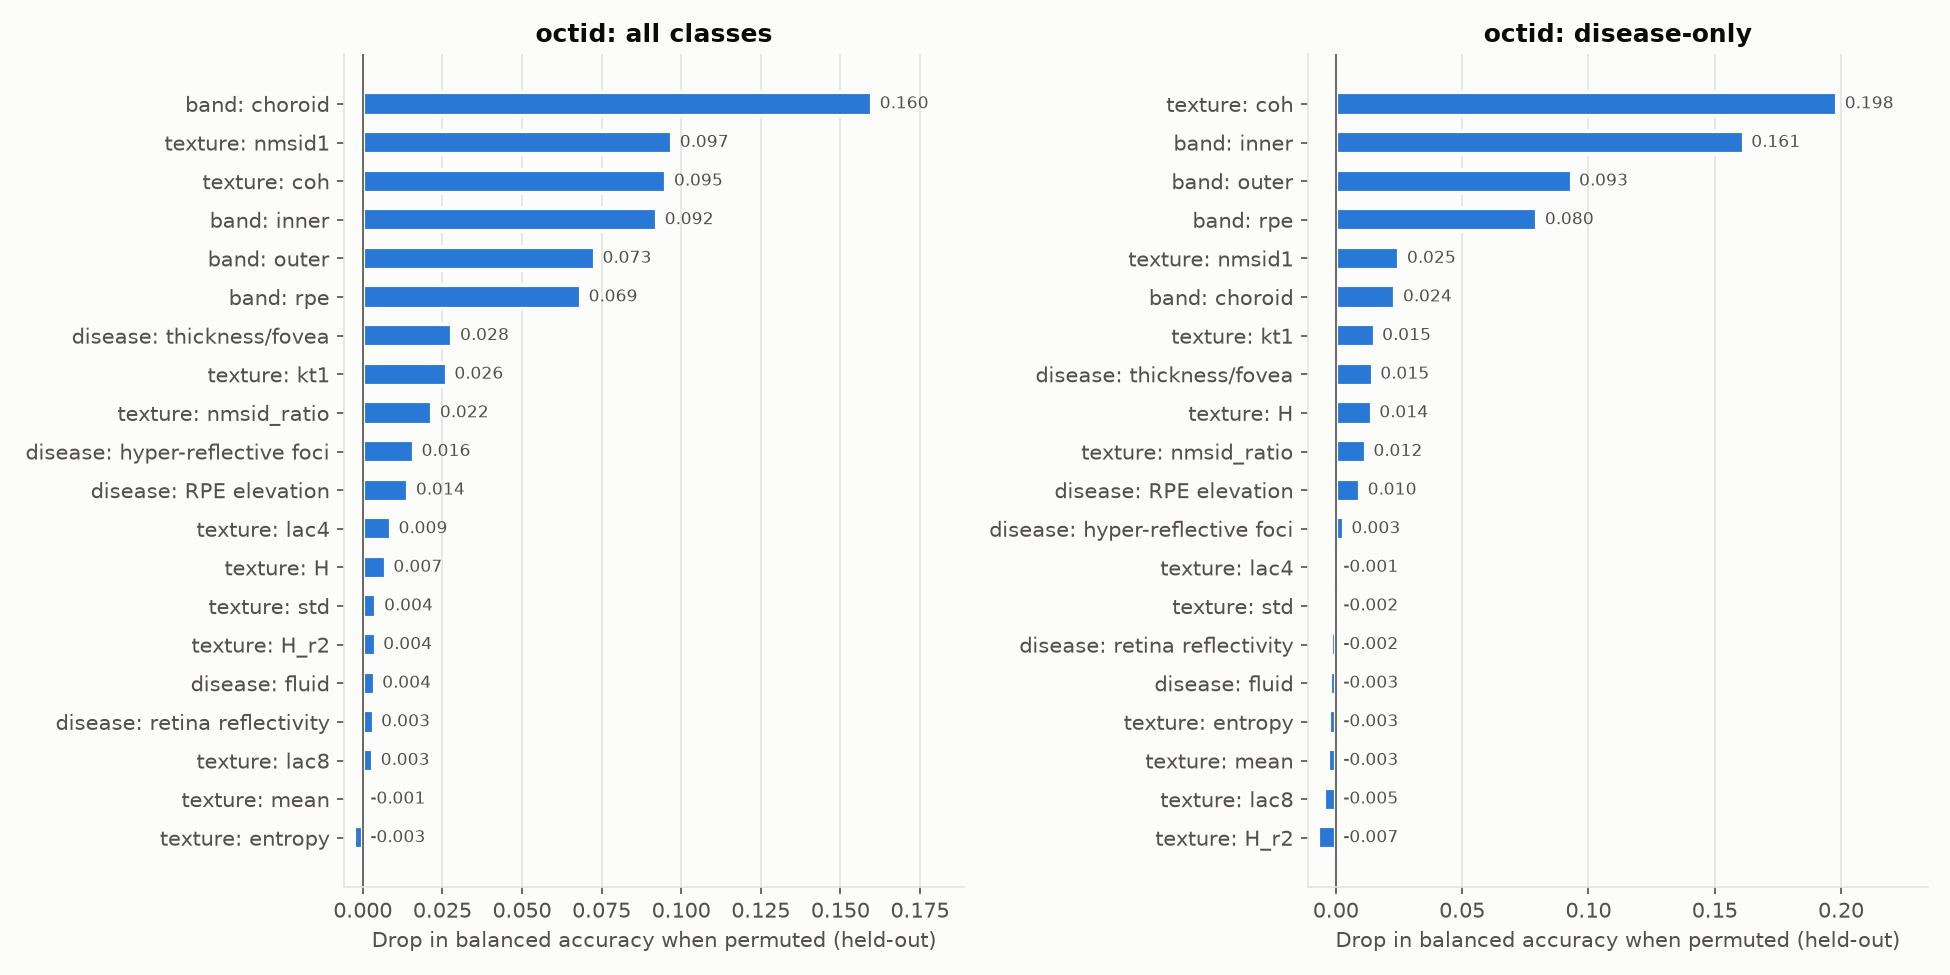 octid: all classes
band: choroid 0.160
texture: nmsid1 0.097
texture: coh 0.095
band: inner 0.092
band: outer 0.073
band: rpe 0.069
disease: thickness/fovea 0.028
texture: kt1 0.026
texture: nmsid_ratio 0.022
disease: hyper-reflective foci 0.016
disease: RPE elevation 0.014
texture: lac4 0.009
texture: H 0.007
texture: std 0.004
texture: H_r2 0.004
disease: fluid 0.004
disease: retina reflectivity 0.003
texture: lac8 0.003
texture: mean -0.001
texture: entropy -0.003
0.000 0.025 0.050 0.075 0.100 0.125 0.150 0.175
Drop in balanced accuracy when permuted (held-out)
octid: disease-only
texture: coh 0.198
band: inner 0.161
band: outer 0.093
band: rpe 0.080
texture: nmsid1 0.025
band: choroid 0.024
texture: kt1 0.015
disease: thickness/fovea 0.015
texture: H 0.014
texture: nmsid_ratio 0.012
disease: RPE elevation 0.010
disease: hyper-reflective foci 0.003
texture: lac4 -0.001
texture: std -0.002
disease: retina reflectivity -0.002
disease: fluid -0.003
texture: entropy -0.003
texture: mean -0.003
texture: lac8 -0.005
texture: H_r2 -0.007
0.00 0.05 0.10 0.15 0.20
Drop in balanced accuracy when permuted (held-out)